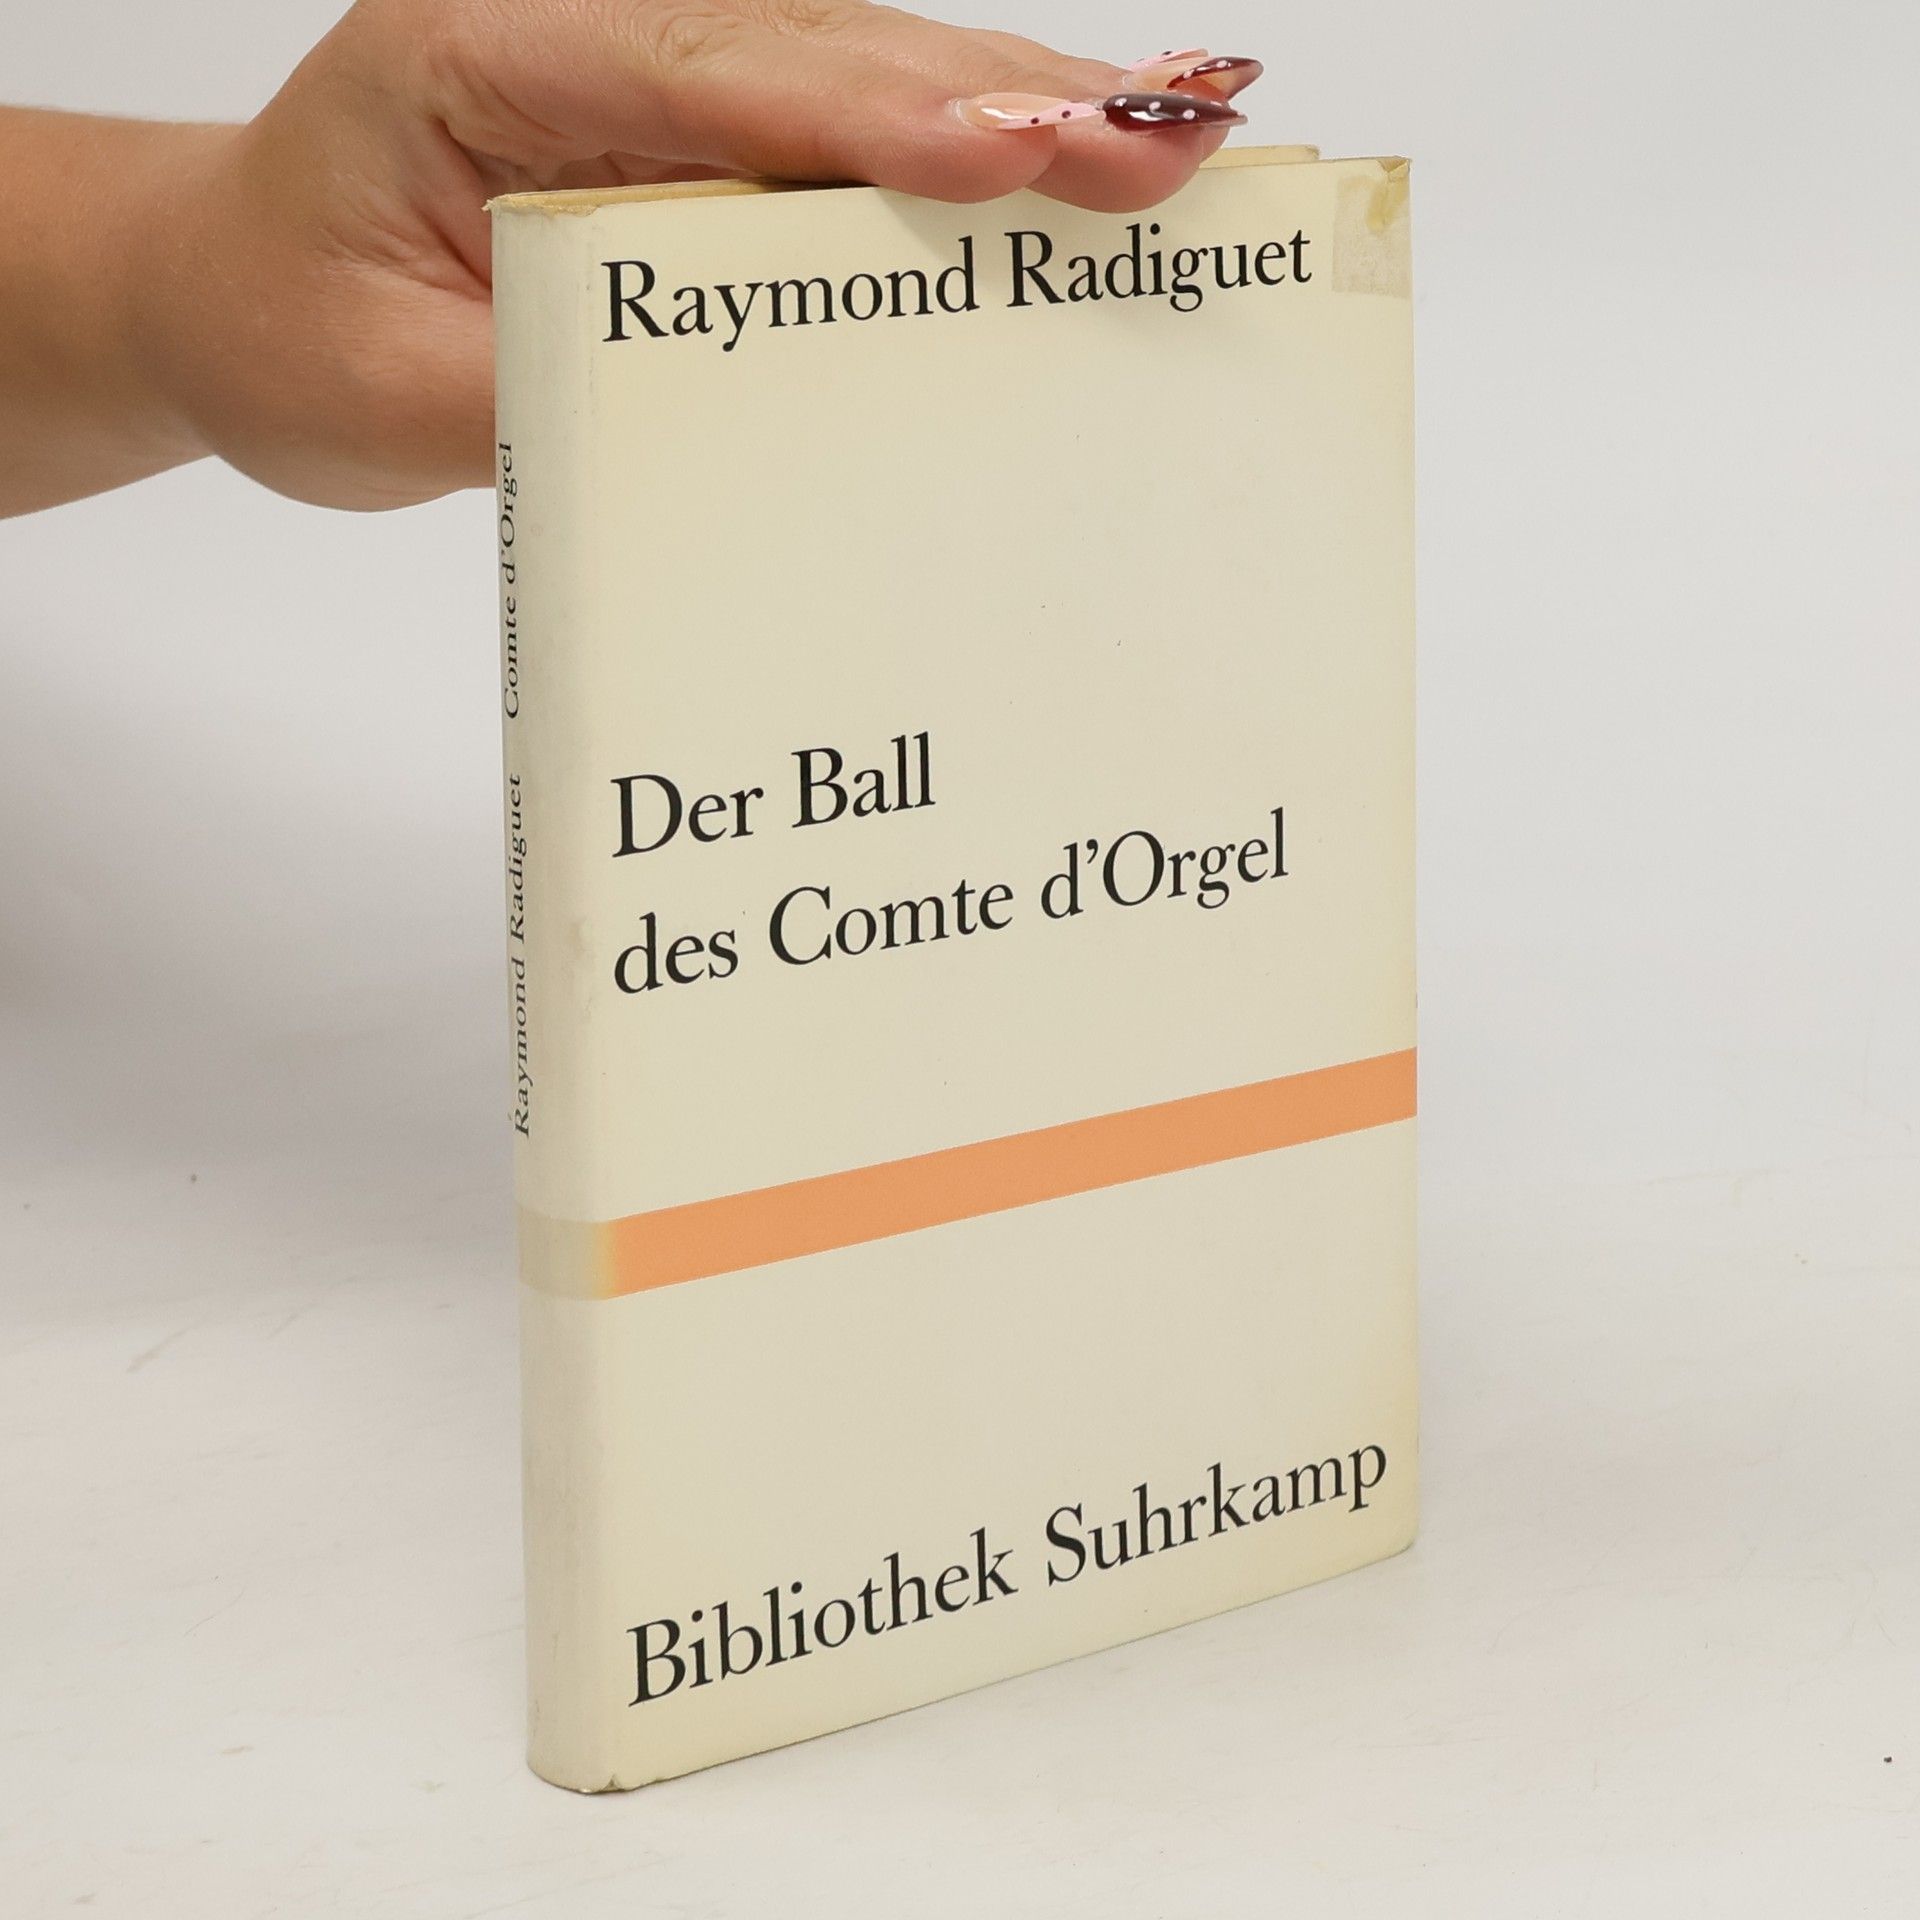 Raymond Radiguet
Der Ball
des Comte d'Orgel
Bibliothek Suhrkamp
Raymond Radiguet Comte d'Orgel